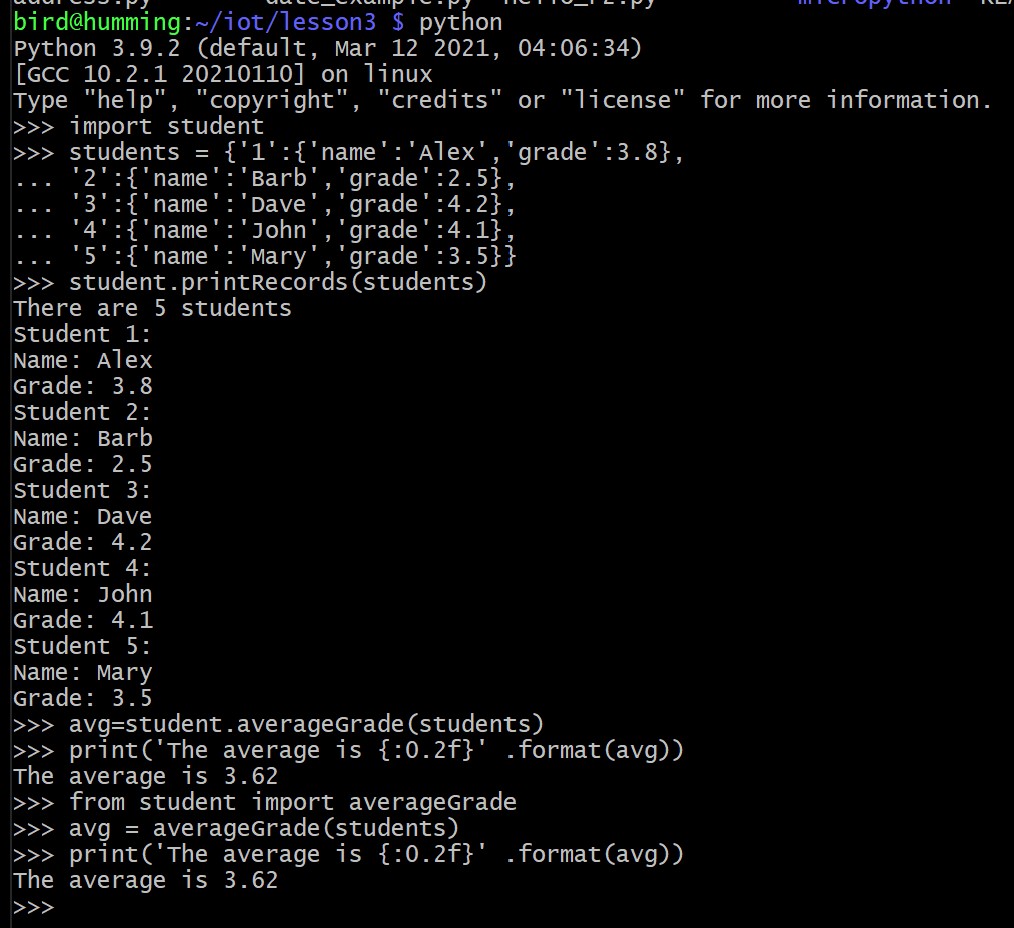 address.py date_example.py hello_P2.py micropython
bird@humming:~/iot/lesson3 $ python
Python 3.9.2 (default, Mar 12 2021, 04:06:34)
[GCC 10.2.1 20210110] on linux
Type "help", "copyright", "credits" or "license" for more information.
>>> import student
>>> students = {'1':{'name':'Alex','grade':3.8},
... '2':{'name':'Barb','grade':2.5},
... '3':{'name':'Dave','grade':4.2},
... '4':{'name':'John','grade':4.1},
... '5':{'name':'Mary','grade':3.5}}
>>> student.printRecords(students)
There are 5 students
Student 1:
Name: Alex
Grade: 3.8
Student 2:
Name: Barb
Grade: 2.5
Student 3:
Name: Dave
Grade: 4.2
Student 4:
Name: John
Grade: 4.1
Student 5:
Name: Mary
Grade: 3.5
>>> avg=student.averageGrade(students)
>>> print('The average is {:0.2f}' .format(avg))
The average is 3.62
>>> from student import averageGrade
>>> avg = averageGrade(students)
>>> print('The average is {:0.2f}' .format(avg))
The average is 3.62
>>>